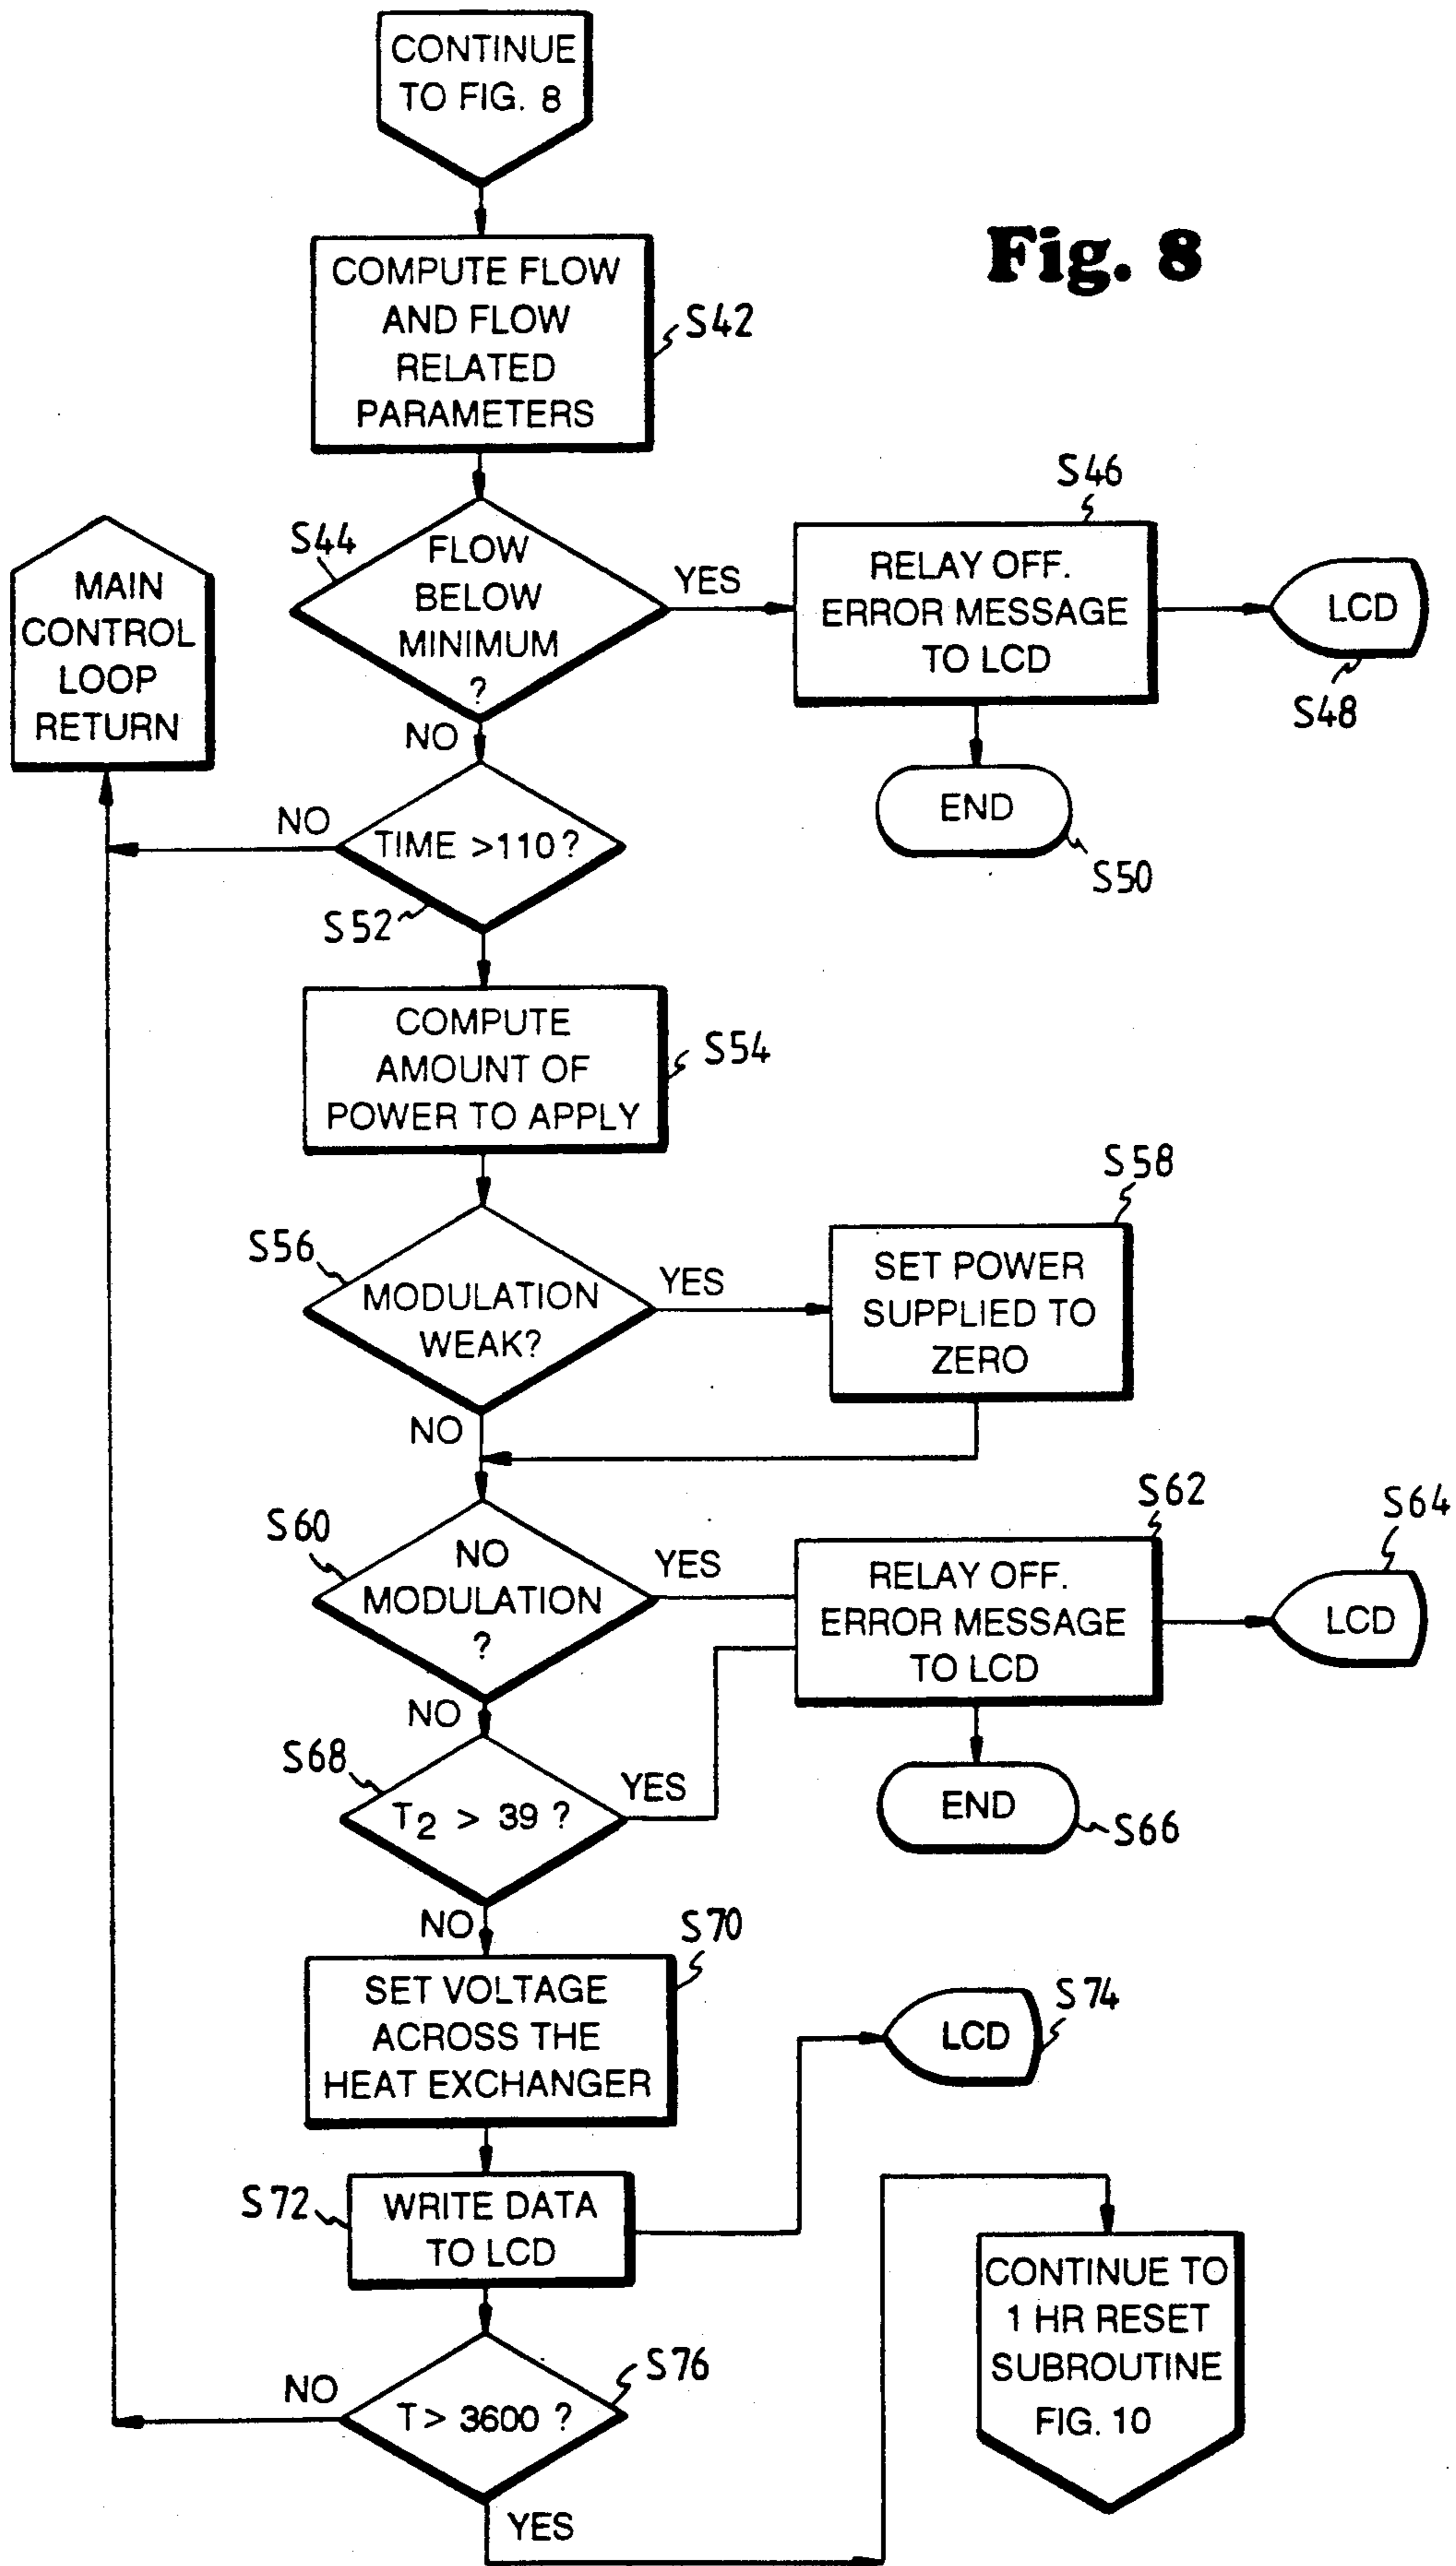 CONTINUE
TO FIG. 8
Fig. 8
COMPUTE FLOW
AND FLOW
RELATED
PARAMETERS
S42
S44
FLOW
BELOW
MINIMUM
?
YES
NO
S46
RELAY OFF.
ERROR MESSAGE
TO LCD
LCD
S48
END
S50
MAIN
CONTROL
LOOP
RETURN
NO
TIME >110 ?
S52
COMPUTE
AMOUNT OF
POWER TO APPLY
S54
S56
MODULATION
WEAK?
YES
NO
S58
SET POWER
SUPPLIED TO
ZERO
S60
NO
MODULATION
?
YES
NO
S62
RELAY OFF.
ERROR MESSAGE
TO LCD
S64
LCD
END
S66
S68
T2 > 39 ?
YES
NO
S70
SET VOLTAGE
ACROSS THE
HEAT EXCHANGER
S72
WRITE DATA
TO LCD
S74
LCD
S76
T > 3600 ?
NO
YES
CONTINUE TO
1 HR RESET
SUBROUTINE
FIG. 10